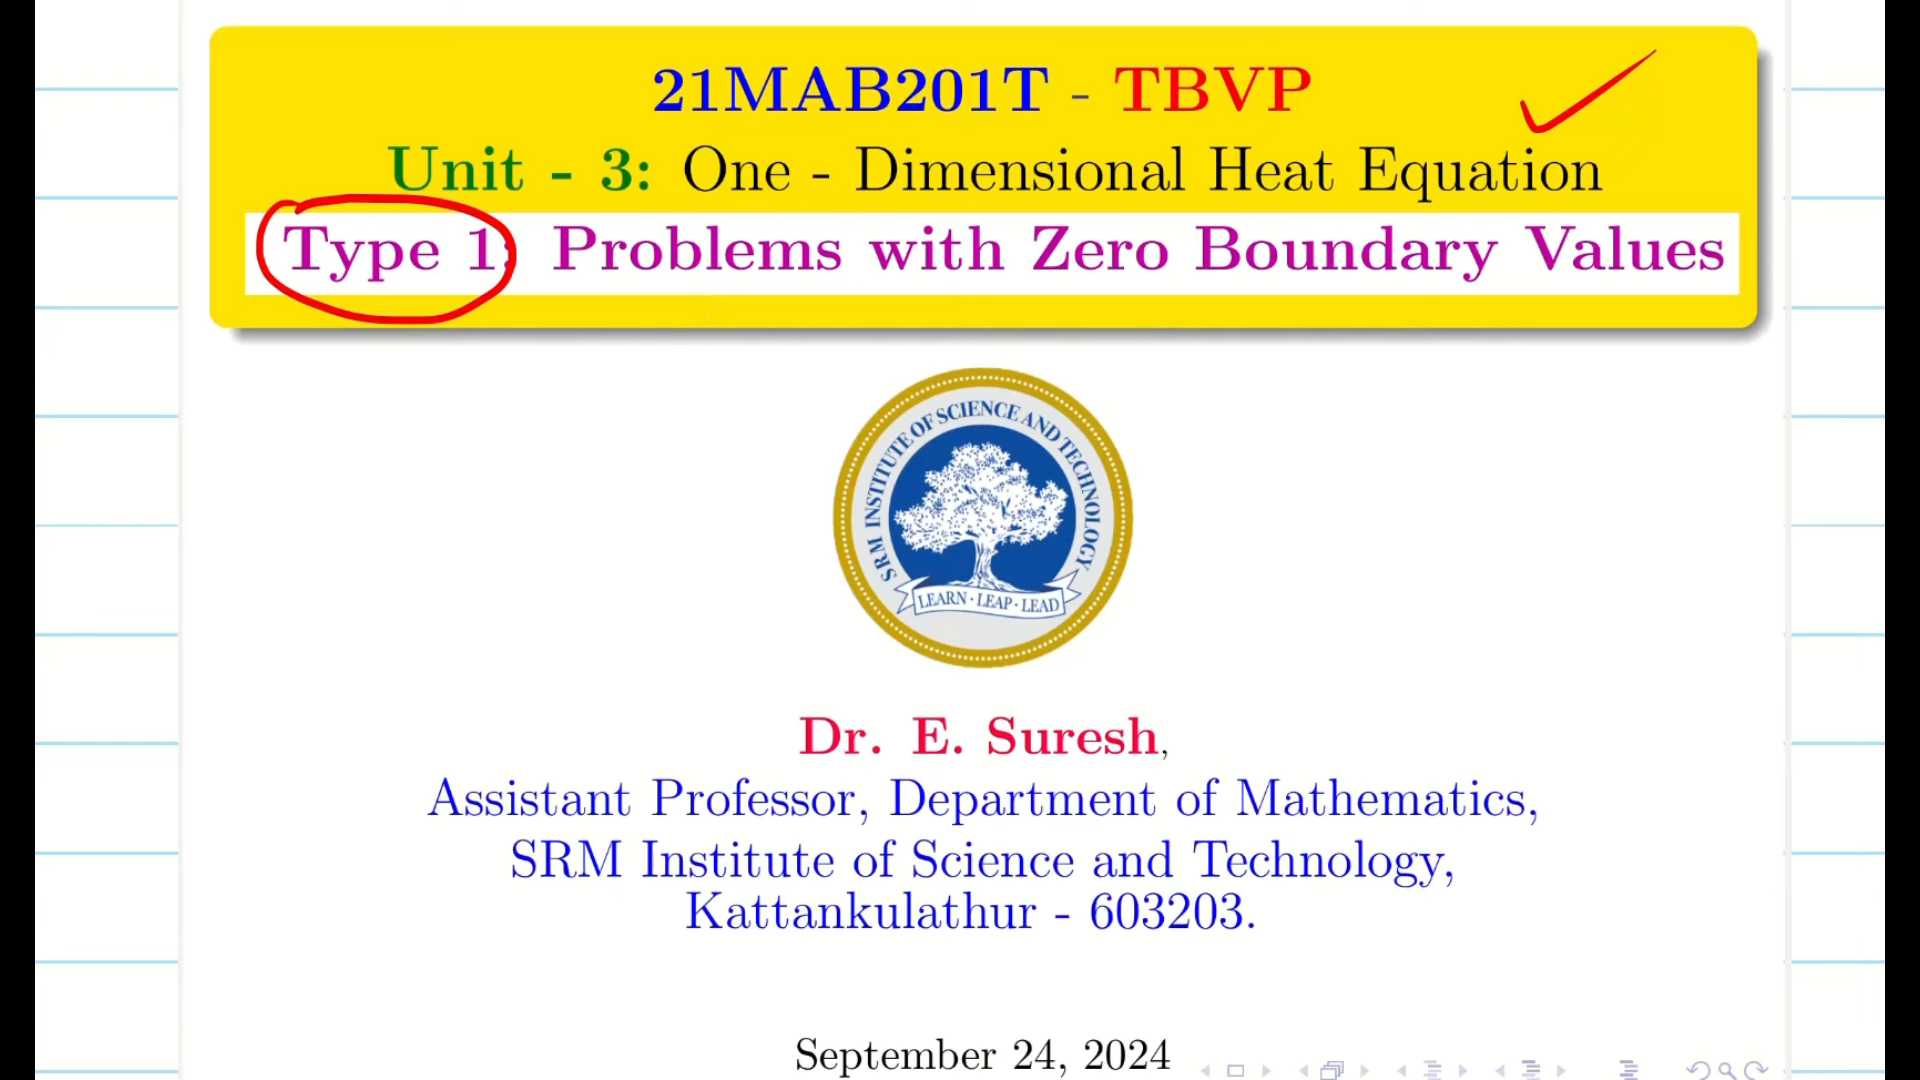 21MAB201T - TBVP
Unit - 3: One - Dimensional Heat Equation
Type 1: Problems with Zero Boundary Values
SRM INSTITUTE OF SCIENCE AND TECHNOLOGY
LEARN · LEAP · LEAD
Dr. E. Suresh,
Assistant Professor, Department of Mathematics,
SRM Institute of Science and Technology,
Kattankulathur - 603203.
September 24, 2024